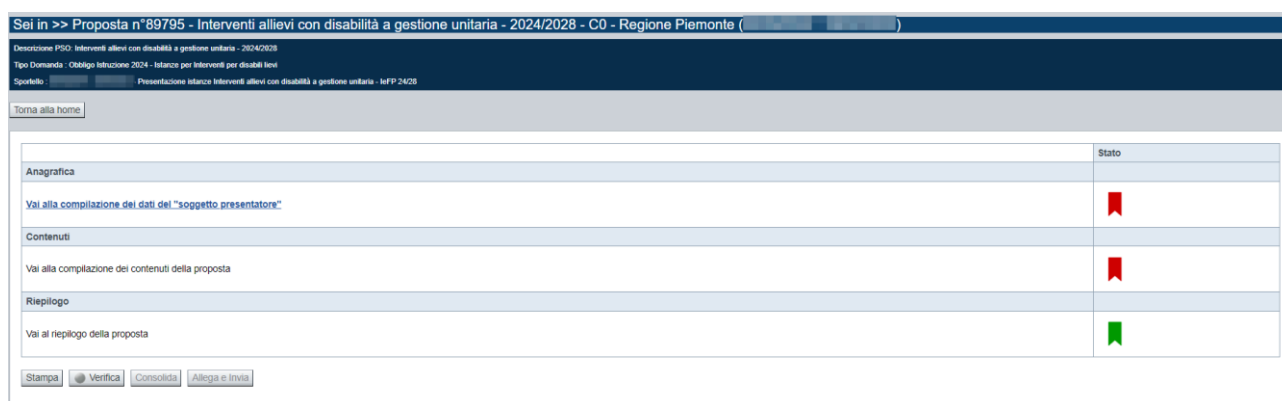 Sei in >> Proposta n°89795 - Interventi allievi con disabilità a gestione unitaria - 2024/2028 - C0 - Regione Piemonte ( )
Descrizione PSO: Interventi allievi con disabilità a gestione unitaria - 2024/2028
Tipo Domanda : Obbligo Istruzione 2024 - Istanze per Interventi per disabili lievi
Sportello : - Presentazione istanze Interventi allievi con disabilità a gestione unitaria - IeFP 24/28
Torna alla home
Stato
Anagrafica
Vai alla compilazione dei dati del "soggetto presentatore"
Contenuti
Vai alla compilazione dei contenuti della proposta
Riepilogo
Vai al riepilogo della proposta
Stampa Verifica Consolida Allega e Invia